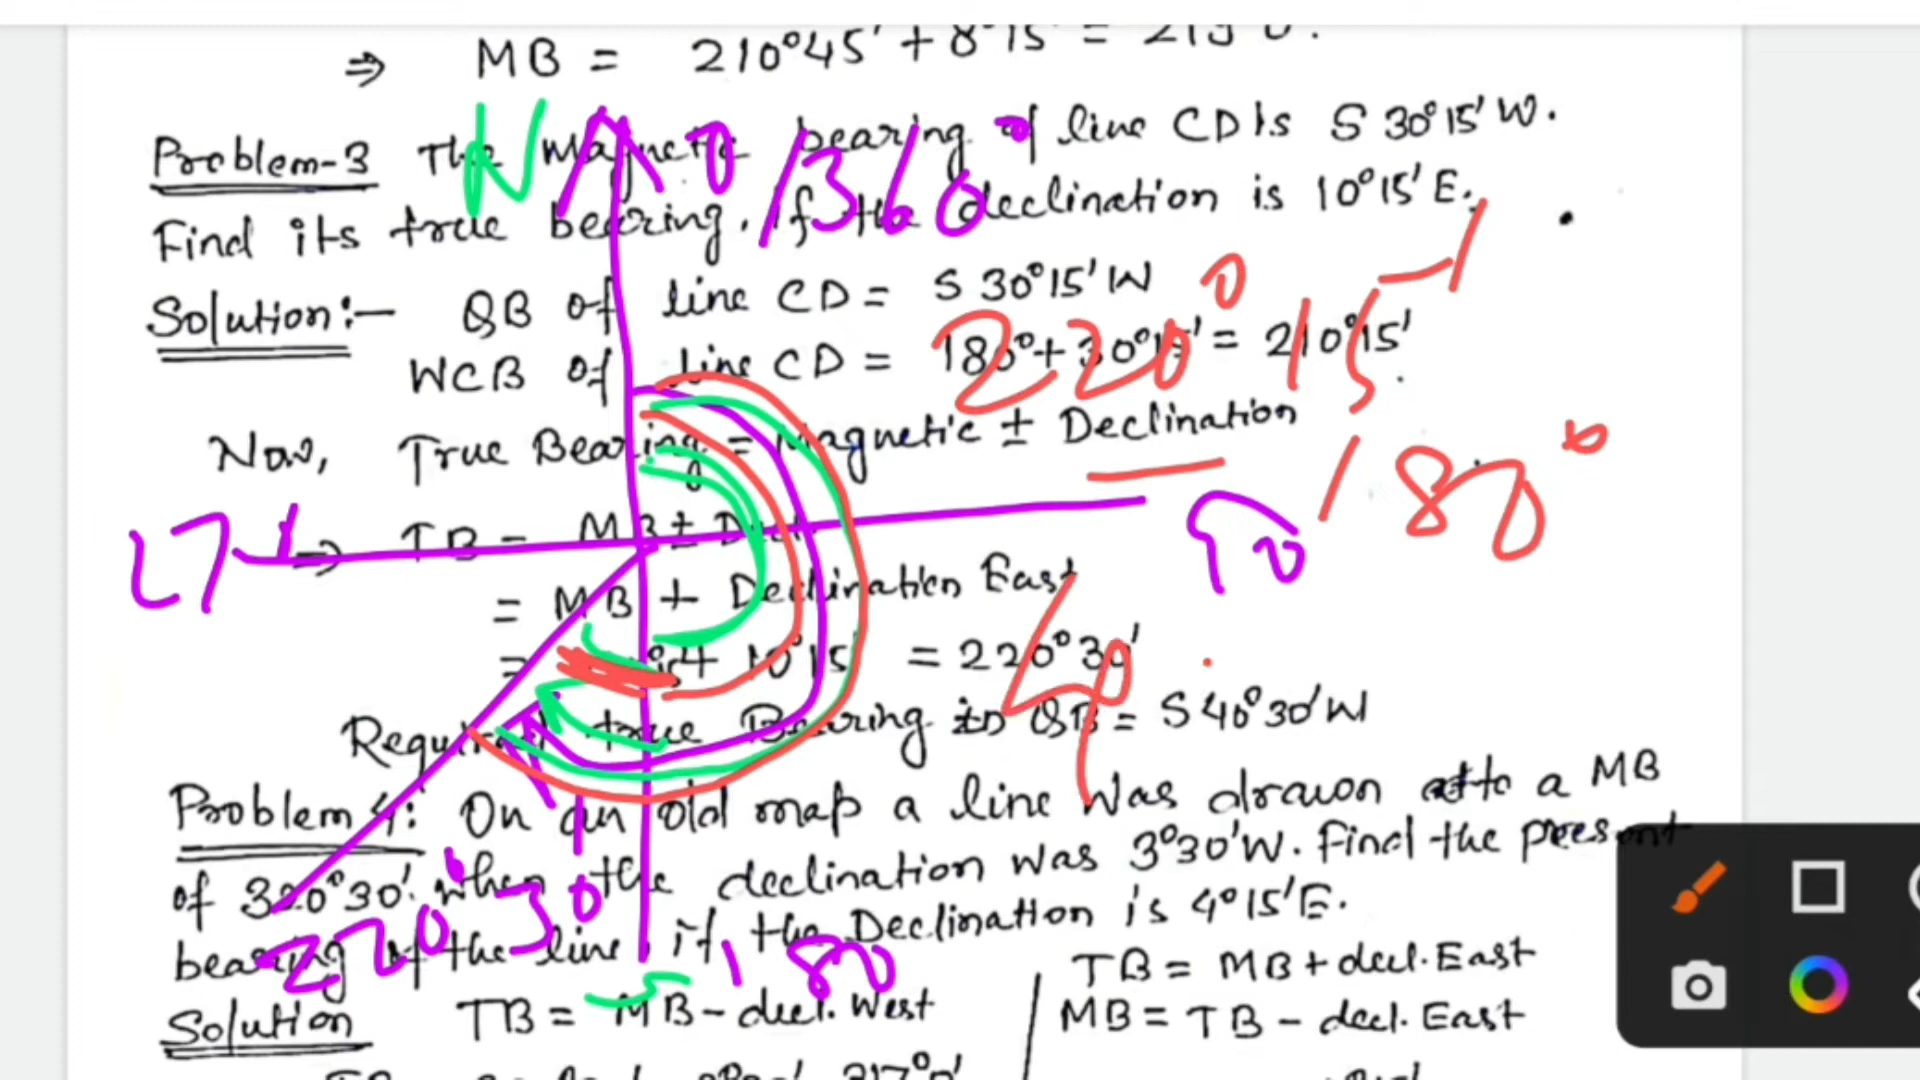 ⇒ MB = 210°45' + 8°15' =
Problem-3 The Magnetic bearing of line CD is S 30°15' W.
Find its true bearing, if the declination is 10°15' E.
Solution:- QB of line CD = S 30°15' W
WCB of line CD = 180° + 30°15' = 210°15'
Now, True Bearing = Magnetic ± Declination
⇒ TB = MB ±
= MB + Declination East
= + 10°15' = 220°30'
Required true Bearing in QB = S 40°30' W
Problem 4: On an old map a line was drawn to a MB
of 320°30' when the declination was 3°30' W. Find the present
bearing of the line if the Declination is 4°15' E.
Solution TB = MB - decl. West
TB = MB + decl. East
MB = TB - decl. East
N
0/360
90
180
27
220°30'
220°15'
180°
40
S